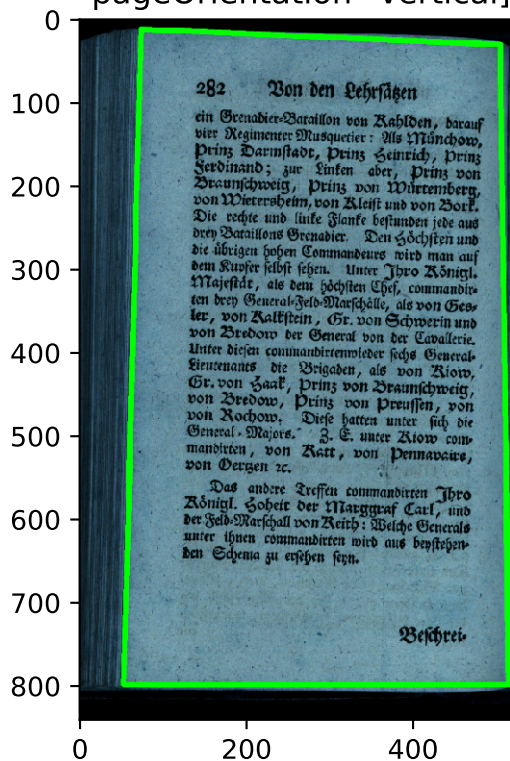 pageOrientation vertical]
0
100
200
300
400
500
600
700
800
0
200
400
282 Von den Lehrsätzen
ein Grenadier-Bataillon von Kahlden, darauf
vier Regimenter Musquetier: Als Münchow,
Prinz Darmstadt, Prinz Heinrich, Prinz
Ferdinand; zur Linken aber, Prinz von
Braunschweig, Prinz von Würtemberg,
von Wietersheim, von Kleist und von Bork.
Die rechte und linke Flanke bestunden jede aus
drey Bataillons Grenadier. Den Höchsten und
die übrigen hohen Commandeurs wird man auf
dem Kupfer selbst sehen. Unter Jhro Königl.
Majestät, als dem höchsten Chef, commandir-
ten drey General-Feld-Marschälle, als von Ges-
ler, von Kalkstein, Gr. von Schwerin und
von Bredow der General von der Cavallerie.
Unter diesen commandirten wieder sechs General-
Lieutenants die Brigaden, als von Kiow,
Gr. von Haak, Prinz von Braunschweig,
von Bredow, Prinz von Preussen, von
von Rochow. Diese hatten unter sich die
General-Majors. Z. E. unter Kiow com-
mandirten, von Katt, von Pennavaire,
von Oertzen ꝛc.
Das andere Treffen commandirten Jhro
Königl. Hoheit der Marggraf Carl, und
der Feld-Marschall von Keith: Welche Generals
unter ihnen commandirten wird aus beystehen-
den Schema zu ersehen seyn.
Beschrei-